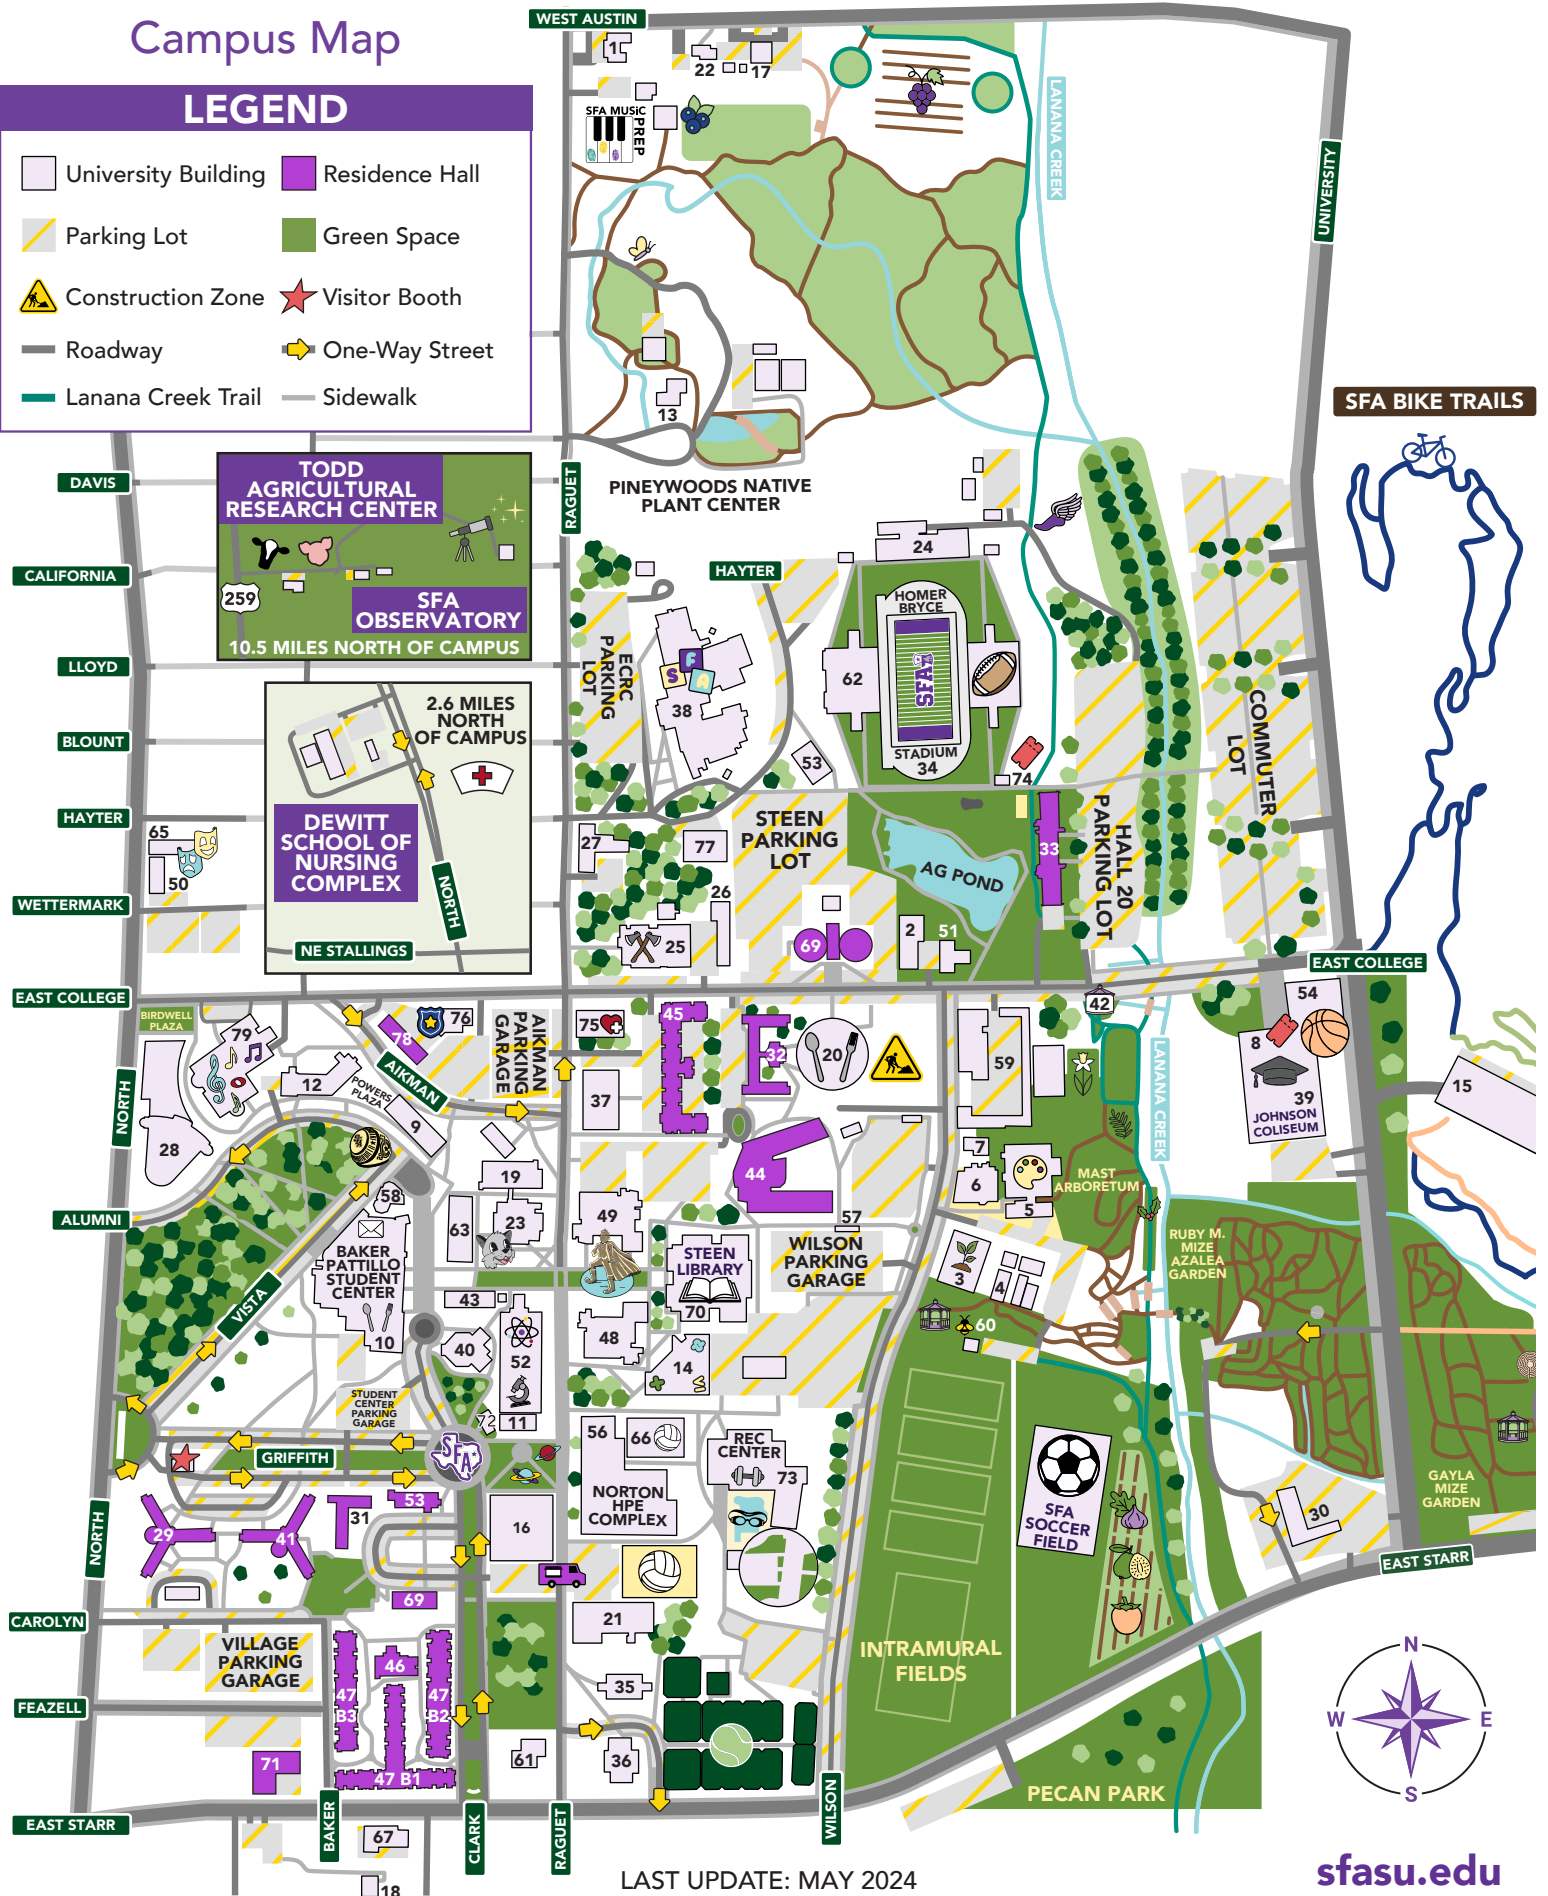 Campus Map
LEGEND
University Building
Residence Hall
Parking Lot
Green Space
Construction Zone
Visitor Booth
Roadway
One-Way Street
Lanana Creek Trail
Sidewalk
WEST AUSTIN
1
22
17
SFA MUSIC
PREP
LANANA CREEK
UNIVERSITY
13
PINEYWOODS NATIVE
PLANT CENTER
SFA BIKE TRAILS
DAVIS
CALIFORNIA
LLOYD
BLOUNT
HAYTER
WETTERMARK
EAST COLLEGE
RAGUET
TODD
AGRICULTURAL
RESEARCH CENTER
259
SFA
OBSERVATORY
10.5 MILES NORTH OF CAMPUS
2.6 MILES
NORTH
OF CAMPUS
DEWITT
SCHOOL OF
NURSING
COMPLEX
NORTH
NE STALLINGS
65
50
HAYTER
24
HOMER
BRYCE
SFA
STADIUM
34
62
ECRC
PARKING
LOT
S
F
A
38
53
74
COMMUTER
LOT
HALL 20
PARKING LOT
33
STEEN
PARKING
LOT
AG POND
27
77
26
25
69
2
51
EAST COLLEGE
BIRDWELL
PLAZA
79
78
76
AIKMAN
PARKING
GARAGE
AIKMAN
75
45
32
20
42
59
54
8
39
JOHNSON
COLISEUM
15
28
12
POWERS
PLAZA
9
37
44
NORTH
LANANA CREEK
7
6
5
MAST
ARBORETUM
58
19
63
23
49
57
ALUMNI
BAKER
PATTILLO
STUDENT
CENTER
10
STEEN
LIBRARY
70
WILSON
PARKING
GARAGE
3
4
RUBY M.
MIZE
AZALEA
GARDEN
VISTA
43
40
52
48
14
60
STUDENT
CENTER
PARKING
GARAGE
72
11
SFA
GRIFFITH
56
66
REC
CENTER
73
NORTON
HPE
COMPLEX
SFA
SOCCER
FIELD
GAYLA
MIZE
GARDEN
30
EAST STARR
29
41
31
53
16
NORTH
69
21
CAROLYN
VILLAGE
PARKING
GARAGE
46
47
B3
47
B2
47 B1
35
INTRAMURAL
FIELDS
FEAZELL
71
61
36
PECAN PARK
N
W
E
S
EAST STARR
BAKER
CLARK
RAGUET
WILSON
67
18
LAST UPDATE: MAY 2024
sfasu.edu